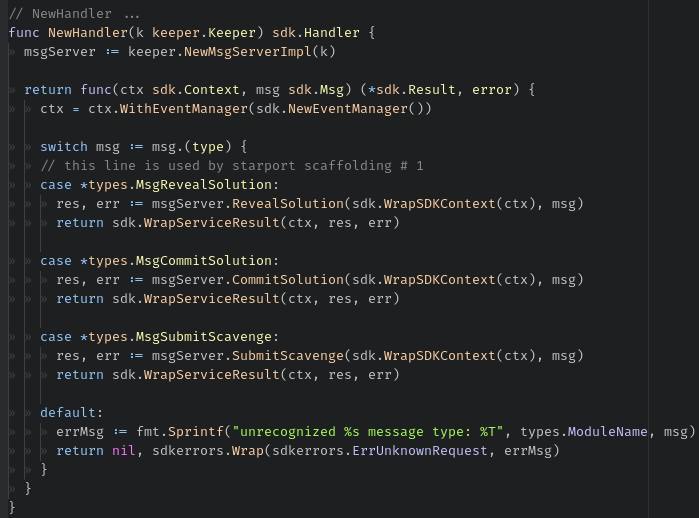 // NewHandler ...
func NewHandler(k keeper.Keeper) sdk.Handler {
» msgServer := keeper.NewMsgServerImpl(k)
» return func(ctx sdk.Context, msg sdk.Msg) (*sdk.Result, error) {
» » ctx = ctx.WithEventManager(sdk.NewEventManager())
» » switch msg := msg.(type) {
» » // this line is used by starport scaffolding # 1
» » case *types.MsgRevealSolution:
» » » res, err := msgServer.RevealSolution(sdk.WrapSDKContext(ctx), msg)
» » » return sdk.WrapServiceResult(ctx, res, err)
» » case *types.MsgCommitSolution:
» » » res, err := msgServer.CommitSolution(sdk.WrapSDKContext(ctx), msg)
» » » return sdk.WrapServiceResult(ctx, res, err)
» » case *types.MsgSubmitScavenge:
» » » res, err := msgServer.SubmitScavenge(sdk.WrapSDKContext(ctx), msg)
» » » return sdk.WrapServiceResult(ctx, res, err)
» » default:
» » » errMsg := fmt.Sprintf("unrecognized %s message type: %T", types.ModuleName, msg)
» » » return nil, sdkerrors.Wrap(sdkerrors.ErrUnknownRequest, errMsg)
» » }
» }
}